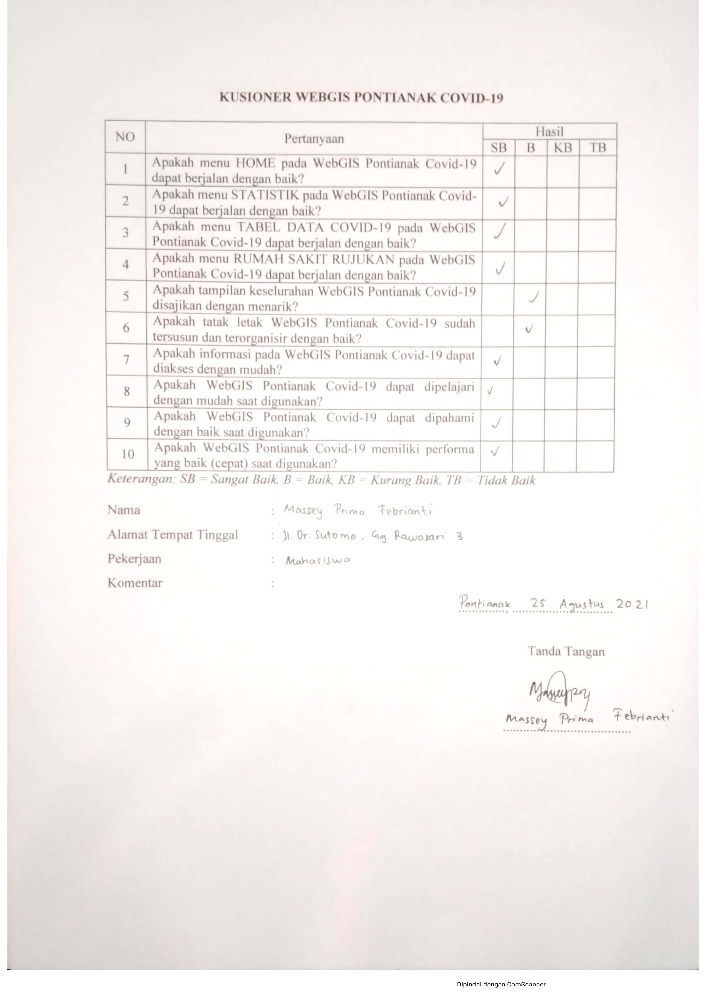 KUSIONER WEBGIS PONTIANAK COVID-19
NO Pertanyaan Hasil
SB B KB TB
1 Apakah menu HOME pada WebGIS Pontianak Covid-19 ✓
dapat berjalan dengan baik?
2 Apakah menu STATISTIK pada WebGIS Pontianak Covid- ✓
19 dapat berjalan dengan baik?
3 Apakah menu TABEL DATA COVID-19 pada WebGIS ✓
Pontianak Covid-19 dapat berjalan dengan baik?
4 Apakah menu RUMAH SAKIT RUJUKAN pada WebGIS ✓
Pontianak Covid-19 dapat berjalan dengan baik?
5 Apakah tampilan keselurahan WebGIS Pontianak Covid-19 ✓
disajikan dengan menarik?
6 Apakah tatak letak WebGIS Pontianak Covid-19 sudah ✓
tersusun dan terorganisir dengan baik?
7 Apakah informasi pada WebGIS Pontianak Covid-19 dapat ✓
diakses dengan mudah?
8 Apakah WebGIS Pontianak Covid-19 dapat dipelajari ✓
dengan mudah saat digunakan?
9 Apakah WebGIS Pontianak Covid-19 dapat dipahami ✓
dengan baik saat digunakan?
10 Apakah WebGIS Pontianak Covid-19 memiliki performa ✓
yang baik (cepat) saat digunakan?
Keterangan: SB = Sangat Baik, B = Baik, KB = Kurang Baik, TB = Tidak Baik
Nama : Massey Prima Febrianti
Alamat Tempat Tinggal : Jl. Dr. Sutomo, Gg. Rawasari 3
Pekerjaan : Mahasiswa
Komentar :
Pontianak, 25 Agustus 2021
Tanda Tangan
Massey Prima Febrianti
Dipindai dengan CamScanner